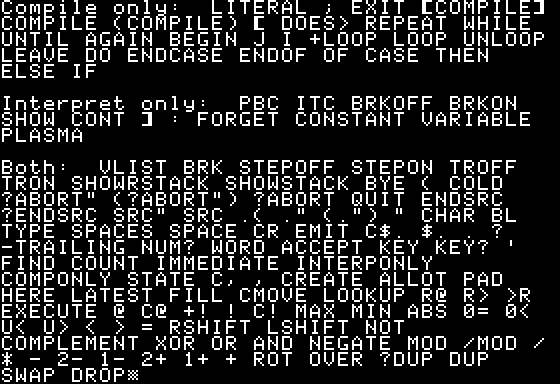 Compile only:  LITERAL ; EXIT [COMPILE]
COMPILE (COMPILE) [ DOES> REPEAT WHILE
UNTIL AGAIN BEGIN J I +LOOP LOOP UNLOOP
LEAVE DO ENDCASE ENDOF OF CASE THEN
ELSE IF
Interpret only:  PBC ITC BRKOFF BRKON
SHOW CONT ] : FORGET CONSTANT VARIABLE
PLASMA
Both:  VLIST BRK STEPOFF STEPON TROFF
TRON SHOWRSTACK SHOWSTACK BYE ( COLD
?ABORT" (?ABORT") ?ABORT QUIT ENDSRC
?ENDSRC SRC" SRC .( ." (.") " CHAR BL
TYPE SPACES SPACE CR EMIT C$. $. . ?
-TRAILING NUM? WORD ACCEPT KEY KEY? '
FIND COUNT IMMEDIATE INTERPONLY
COMPONLY STATE C, , CREATE ALLOT PAD
HERE LATEST FILL CMOVE LOOKUP R@ R> >R
EXECUTE @ C@ +! ! C! MAX MIN ABS 0= 0<
U< U> < > = RSHIFT LSHIFT NOT
COMPLEMENT XOR OR AND NEGATE MOD /MOD /
* - 2- 1- 2+ 1+ + ROT OVER ?DUP DUP
SWAP DROP